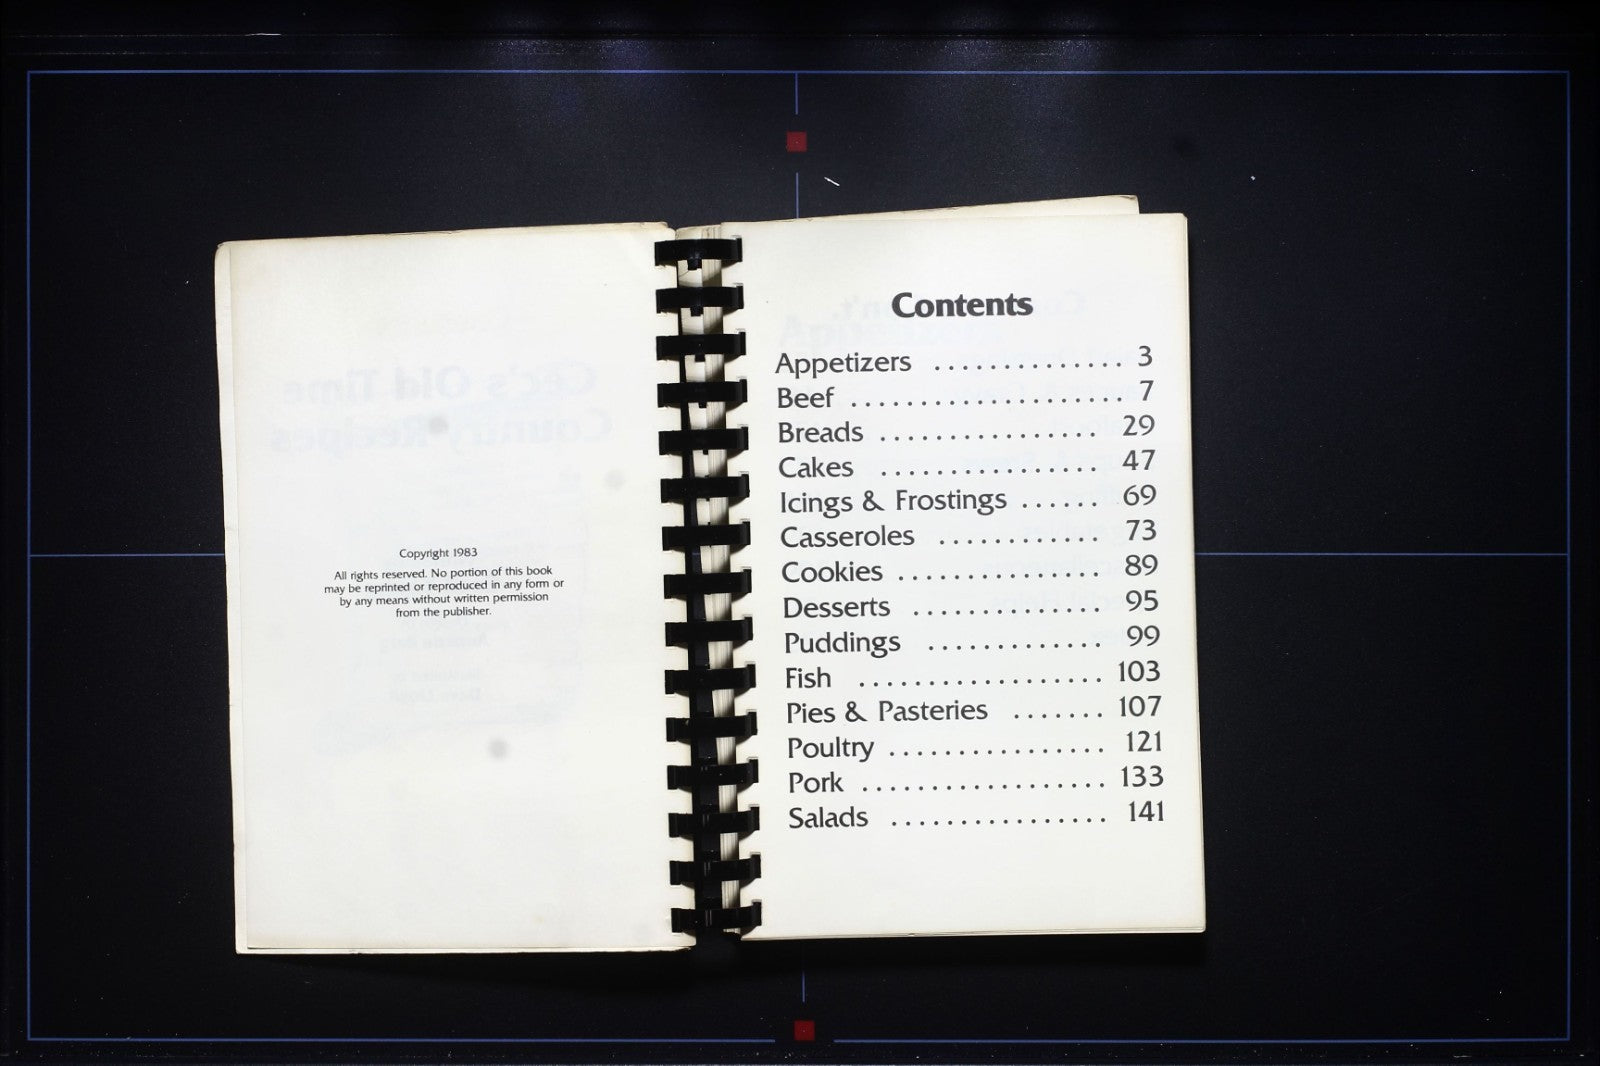 Copyright 1983
All rights reserved. No portion of this book
may be reprinted or reproduced in any form or
by any means without written permission
from the publisher.
Contents
Appetizers .............. 3
Beef .................... 7
Breads ................ 29
Cakes ................ 47
Icings & Frostings ...... 69
Casseroles ............ 73
Cookies ............... 89
Desserts .............. 95
Puddings ............. 99
Fish .................. 103
Pies & Pasteries ....... 107
Poultry ................ 121
Pork .................. 133
Salads ................ 141